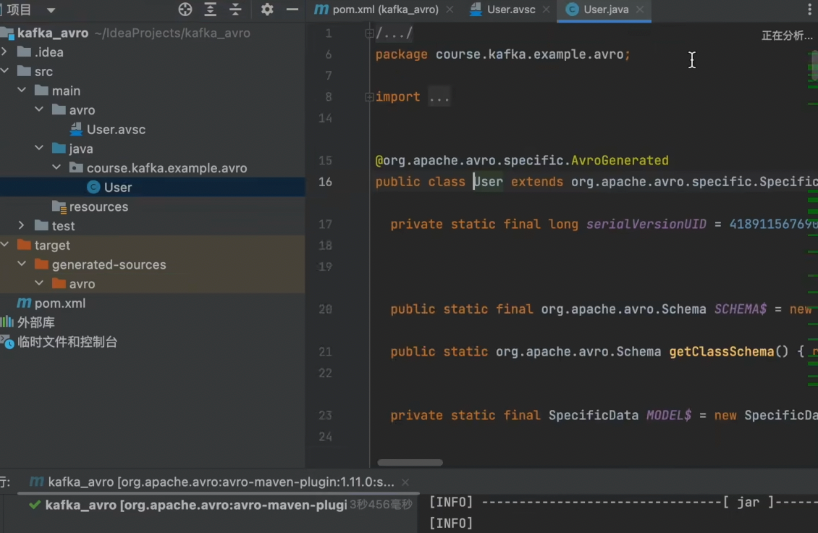 项目
pom.xml (kafka_avro)
User.avsc
User.java
kafka_avro ~/IdeaProjects/kafka_avro
.idea
src
main
avro
User.avsc
java
course.kafka.example.avro
User
resources
test
target
generated-sources
avro
pom.xml
外部库
临时文件和控制台
正在分析...
1 /.../
6 package course.kafka.example.avro;
7
8 import ...
14
15 @org.apache.avro.specific.AvroGenerated
16 public class User extends org.apache.avro.specific.Specific
17 private static final long serialVersionUID =
18
19
20 public static final org.apache.avro.Schema SCHEMA$ = new
21 public static org.apache.avro.Schema getClassSchema() {
22
23 private static final SpecificData MODEL$ = new SpecificDa
24
行:
kafka_avro [org.apache.avro:avro-maven-plugin:1.11.0:s...
kafka_avro [org.apache.avro:avro-maven-plugi 3秒456毫秒
[INFO] --------------------------------[ jar ]------
[INFO]